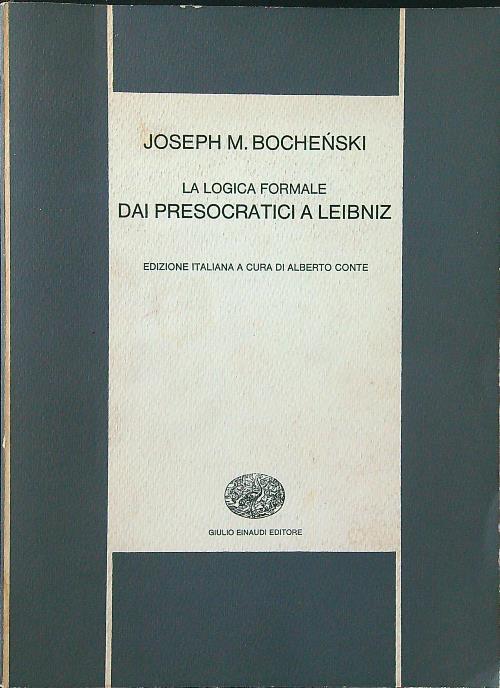 JOSEPH M. BOCHEŃSKI
LA LOGICA FORMALE
DAI PRESOCRATICI A LEIBNIZ
EDIZIONE ITALIANA A CURA DI ALBERTO CONTE
GIULIO EINAUDI EDITORE